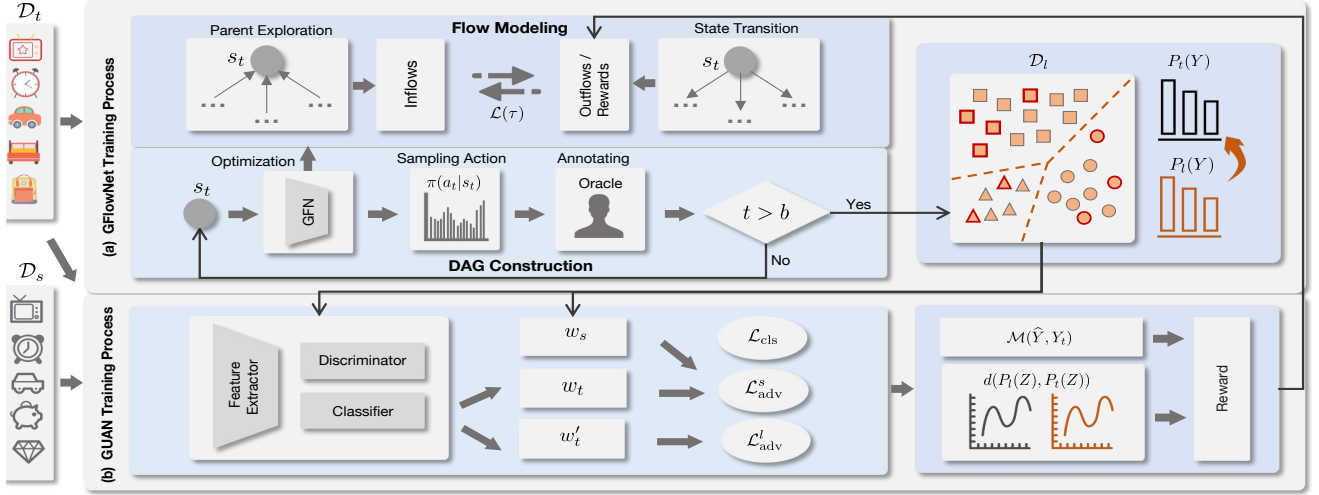 𝒟_t
(a) GFlowNet Training Process
Parent Exploration
Flow Modeling
State Transition
s_t
... ... ...
Inflows
ℒ(τ)
Outflows /
Rewards
s_t
... ... ...
Optimization
Sampling Action
Annotating
s_t
GFN
π(a_t|s_t)
Oracle
t > b
Yes
No
DAG Construction
𝒟_l
P_t(Y)
P_l(Y)
𝒟_s
(b) GUAN Training Process
Feature
Extractor
Discriminator
Classifier
w_s
w_t
w′_t
ℒ_cls
ℒ^s_adv
ℒ^l_adv
ℳ(Ŷ, Y_t)
d(P_l(Z), P_t(Z))
Reward